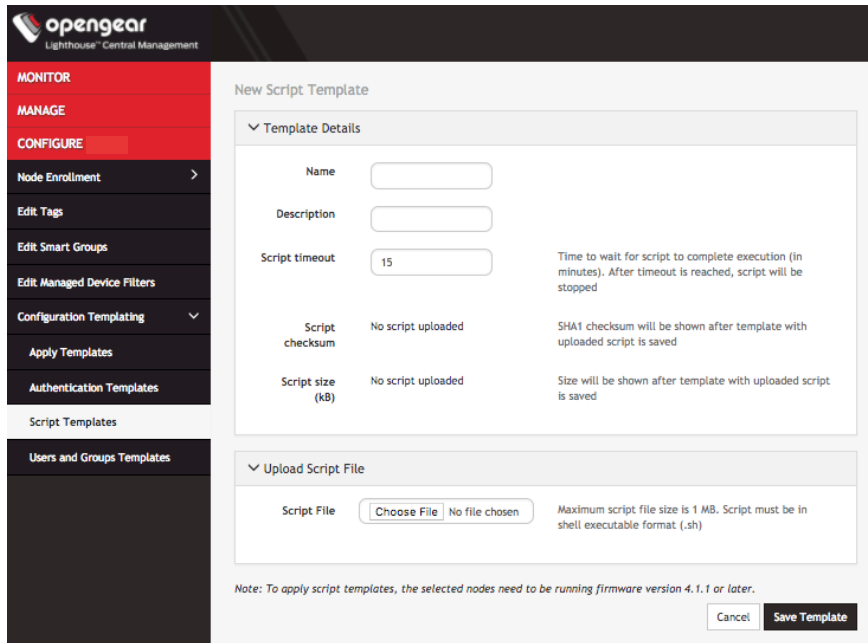 opengear
Lighthouse™ Central Management
MONITOR
MANAGE
CONFIGURE
Node Enrollment
Edit Tags
Edit Smart Groups
Edit Managed Device Filters
Configuration Templating
Apply Templates
Authentication Templates
Script Templates
Users and Groups Templates
New Script Template
Template Details
Name
Description
Script timeout
15
Time to wait for script to complete execution (in
minutes). After timeout is reached, script will be
stopped
Script
checksum
No script uploaded
SHA1 checksum will be shown after template with
uploaded script is saved
Script size
(kB)
No script uploaded
Size will be shown after template with uploaded script
is saved
Upload Script File
Script File
Choose File No file chosen
Maximum script file size is 1 MB. Script must be in
shell executable format (.sh)
Note: To apply script templates, the selected nodes need to be running firmware version 4.1.1 or later.
Cancel
Save Template